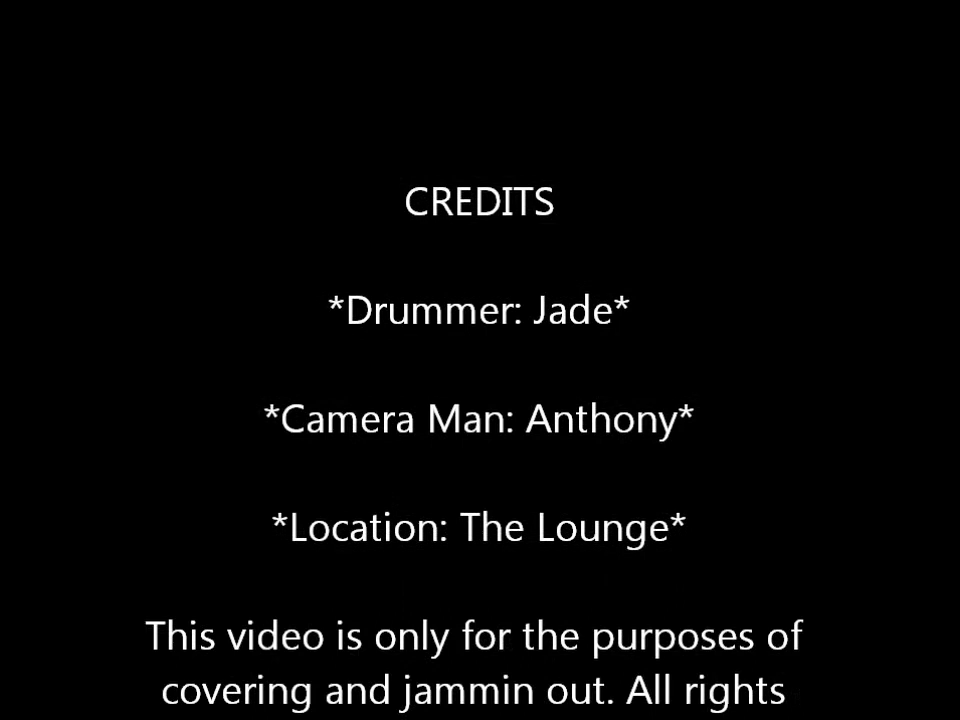 CREDITS
*Drummer: Jade*
*Camera Man: Anthony*
*Location: The Lounge*
This video is only for the purposes of
covering and jammin out. All rights